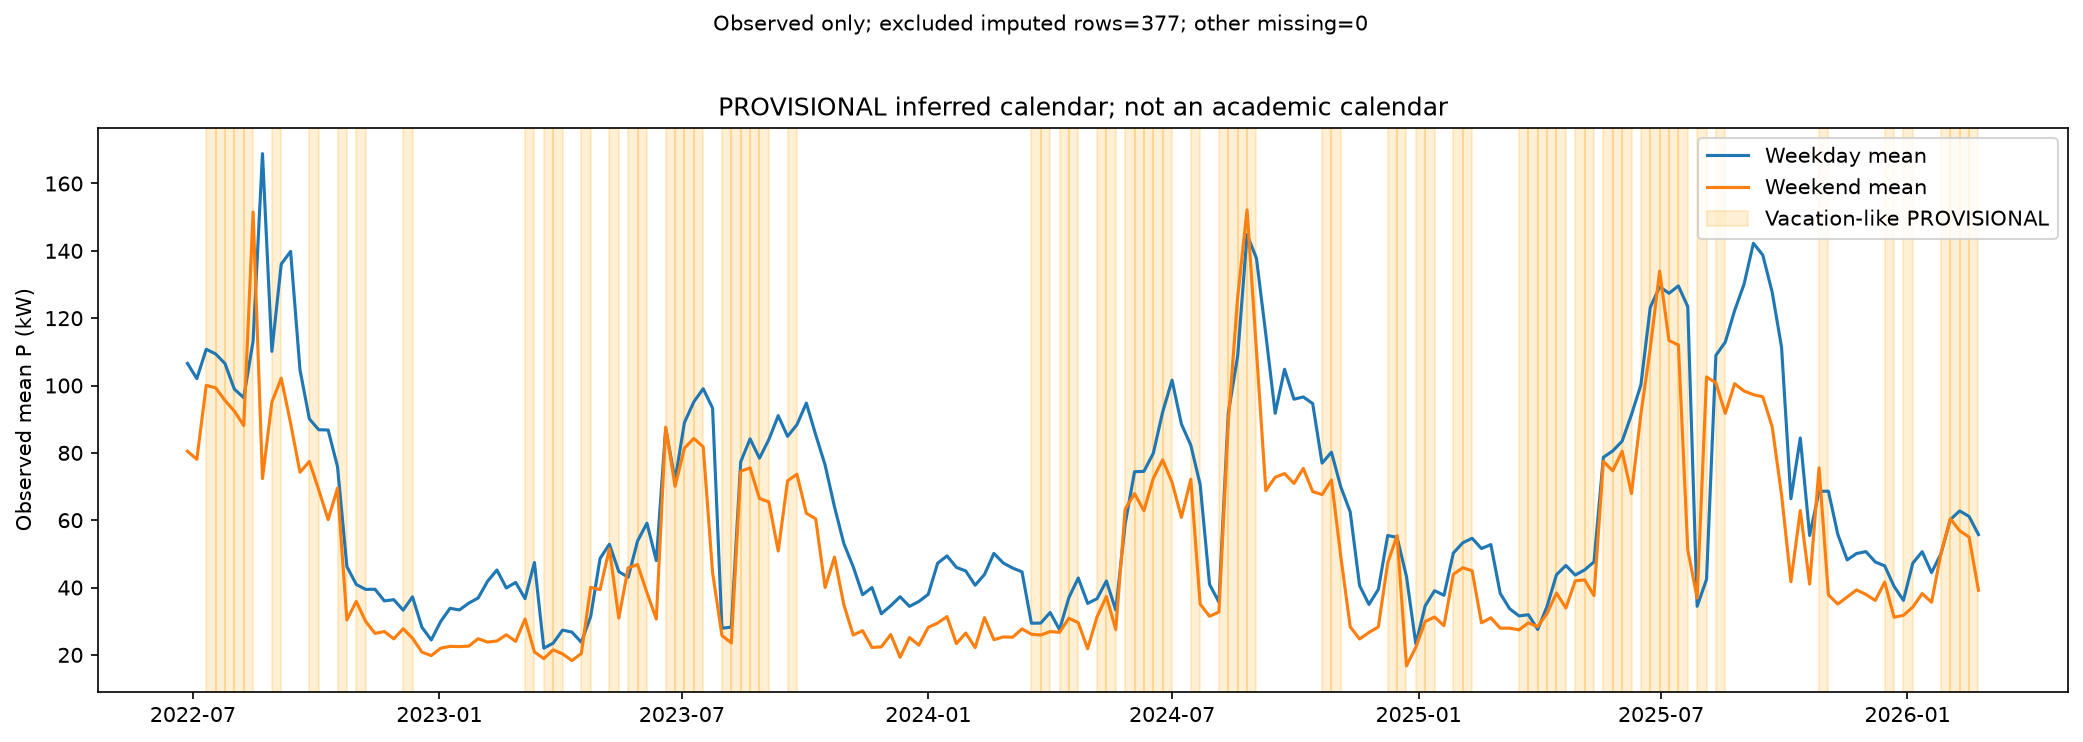 Observed only; excluded imputed rows=377; other missing=0
PROVISIONAL inferred calendar; not an academic calendar
Observed mean P (kW)
160
140
120
100
80
60
40
20
Weekday mean
Weekend mean
Vacation-like PROVISIONAL
2022-07
2023-01
2023-07
2024-01
2024-07
2025-01
2025-07
2026-01